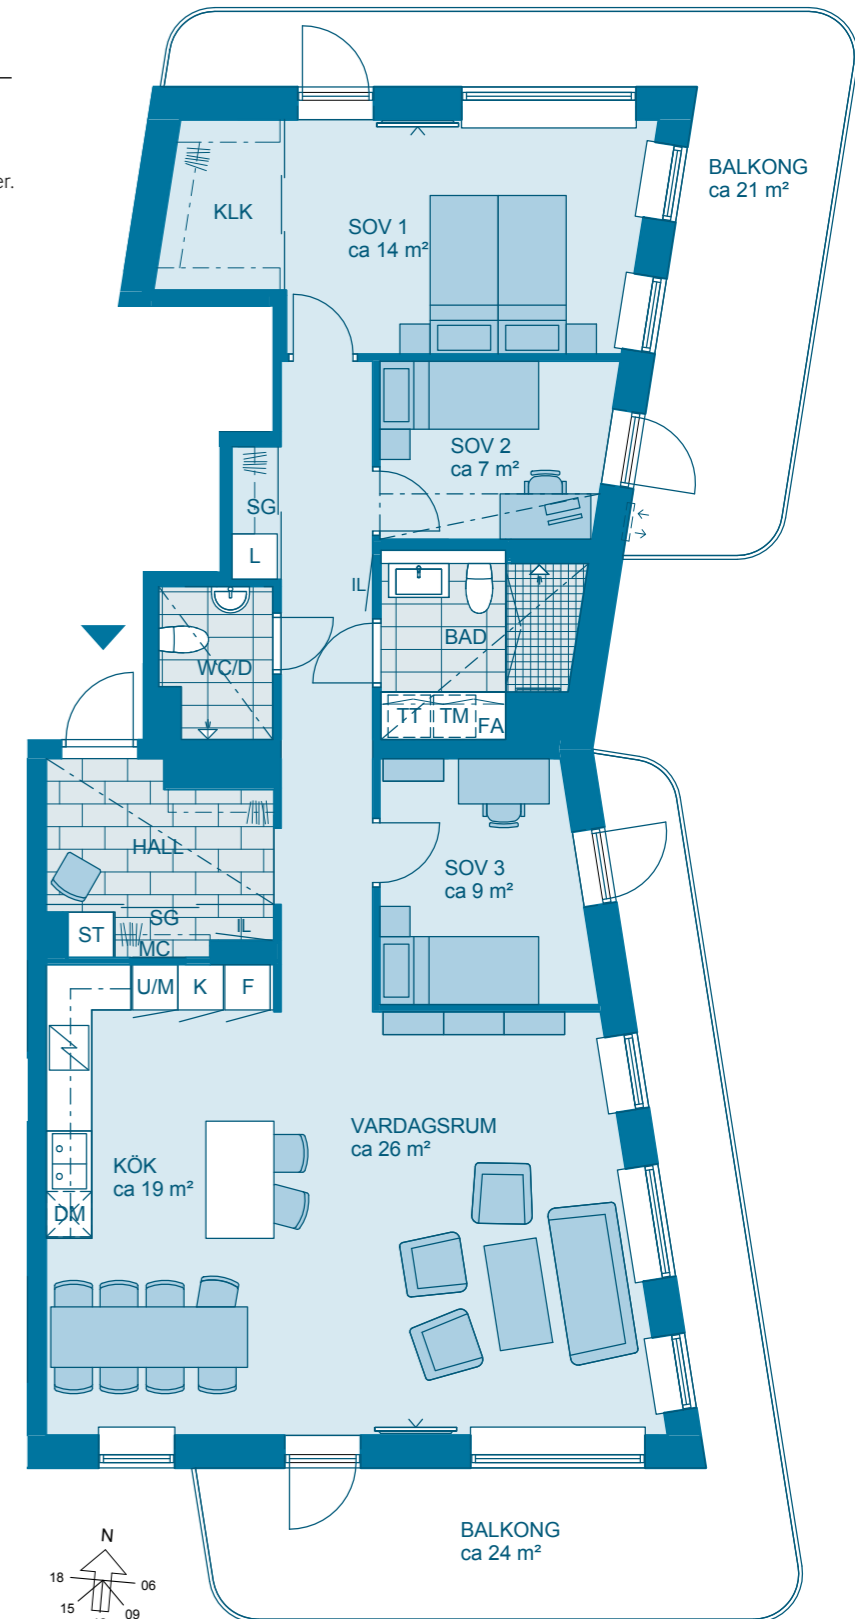 er.
BALKONG
ca 21 m²
KLK
SOV 1
ca 14 m²
SOV 2
ca 7 m²
SG
L
IL
BAD
WC/D
TT
TM
FA
HALL
SOV 3
ca 9 m²
SG
ST
IL
MC
U/M
K
F
VARDAGSRUM
ca 26 m²
KÖK
ca 19 m²
DM
BALKONG
ca 24 m²
N
18
06
15
09